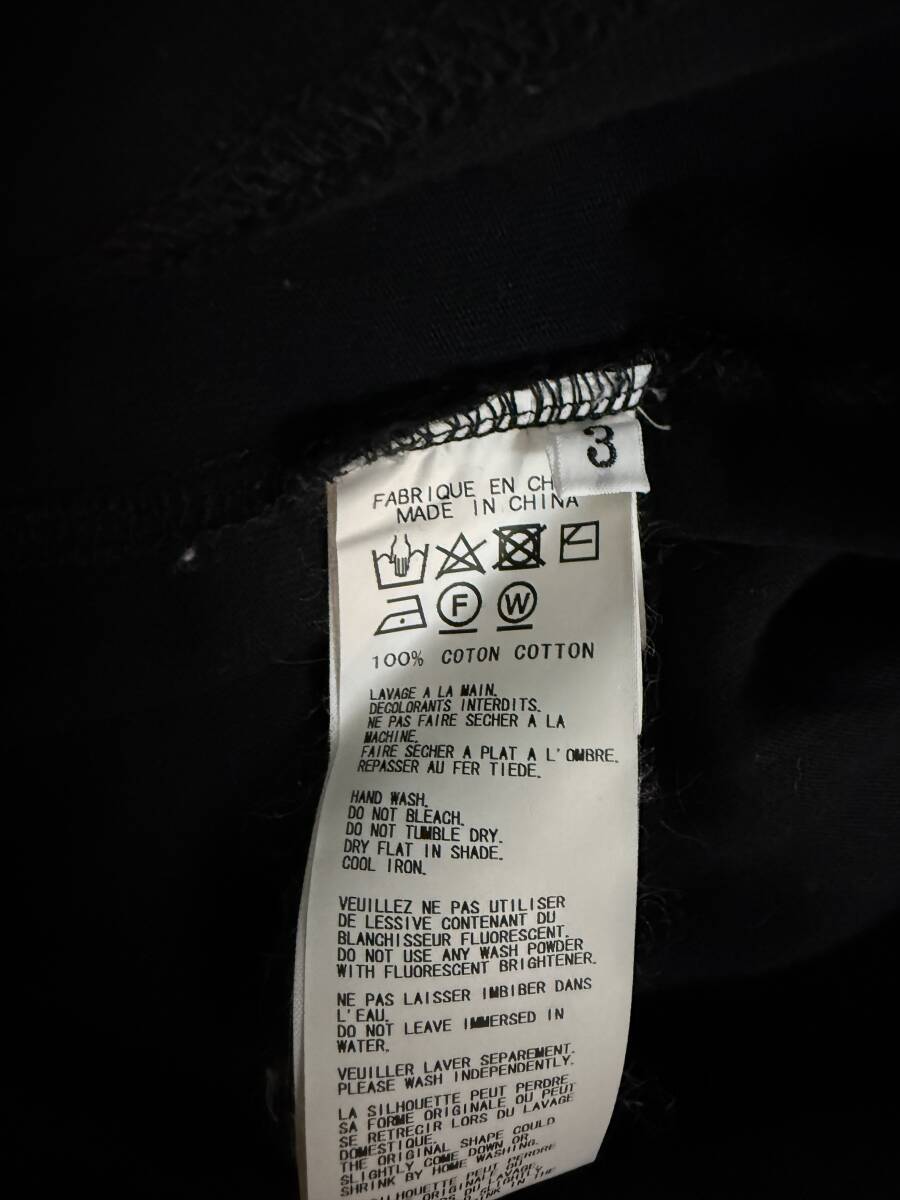 3
FABRIQUE EN CH
MADE IN CHINA
F W
100% COTON COTTON
LAVAGE A LA MAIN.
DECOLORANTS INTERDITS.
NE PAS FAIRE SECHER A LA
MACHINE.
FAIRE SECHER A PLAT A L'OMBRE.
REPASSER AU FER TIEDE.
HAND WASH.
DO NOT BLEACH.
DO NOT TUMBLE DRY.
DRY FLAT IN SHADE.
COOL IRON.
VEUILLEZ NE PAS UTILISER
DE LESSIVE CONTENANT DU
BLANCHISSEUR FLUORESCENT.
DO NOT USE ANY WASH POWDER
WITH FLUORESCENT BRIGHTENER.
NE PAS LAISSER IMBIBER DANS
L'EAU.
DO NOT LEAVE IMMERSED IN
WATER.
VEUILLER LAVER SEPAREMENT.
PLEASE WASH INDEPENDENTLY.
LA SILHOUETTE PEUT PERDRE
SA FORME ORIGINALE OU PEUT
SE RETRECIR LORS DU LAVAGE
DOMESTIQUE.
THE ORIGINAL SHAPE COULD
SLIGHTLY COME DOWN OR
SHRINK BY HOME WASHING.
SILHOUETTE PEUT PERDRE